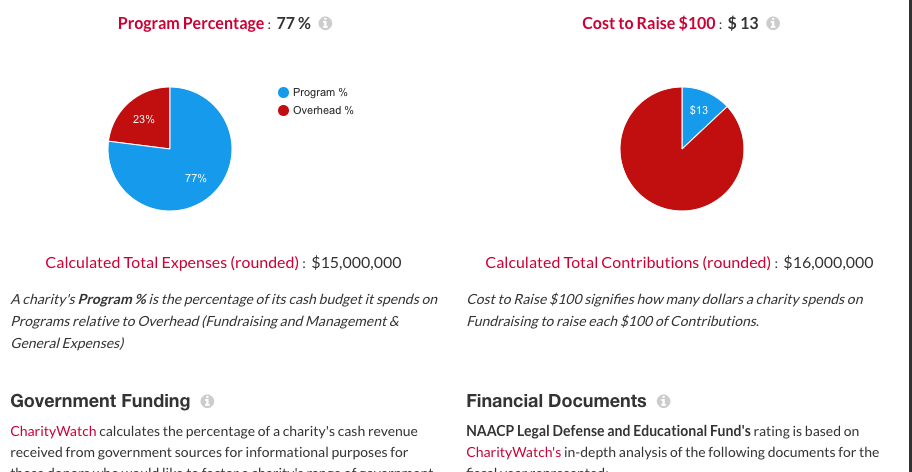 Program Percentage : 77 %
Program %
Overhead %
23%
77%
Calculated Total Expenses (rounded) : $15,000,000
A charity's Program % is the percentage of its cash budget it spends on
Programs relative to Overhead (Fundraising and Management &
General Expenses)
Government Funding
CharityWatch calculates the percentage of a charity's cash revenue
received from government sources for informational purposes for
Cost to Raise $100 : $ 13
$13
Calculated Total Contributions (rounded) : $16,000,000
Cost to Raise $100 signifies how many dollars a charity spends on
Fundraising to raise each $100 of Contributions.
Financial Documents
NAACP Legal Defense and Educational Fund's rating is based on
CharityWatch's in-depth analysis of the following documents for the